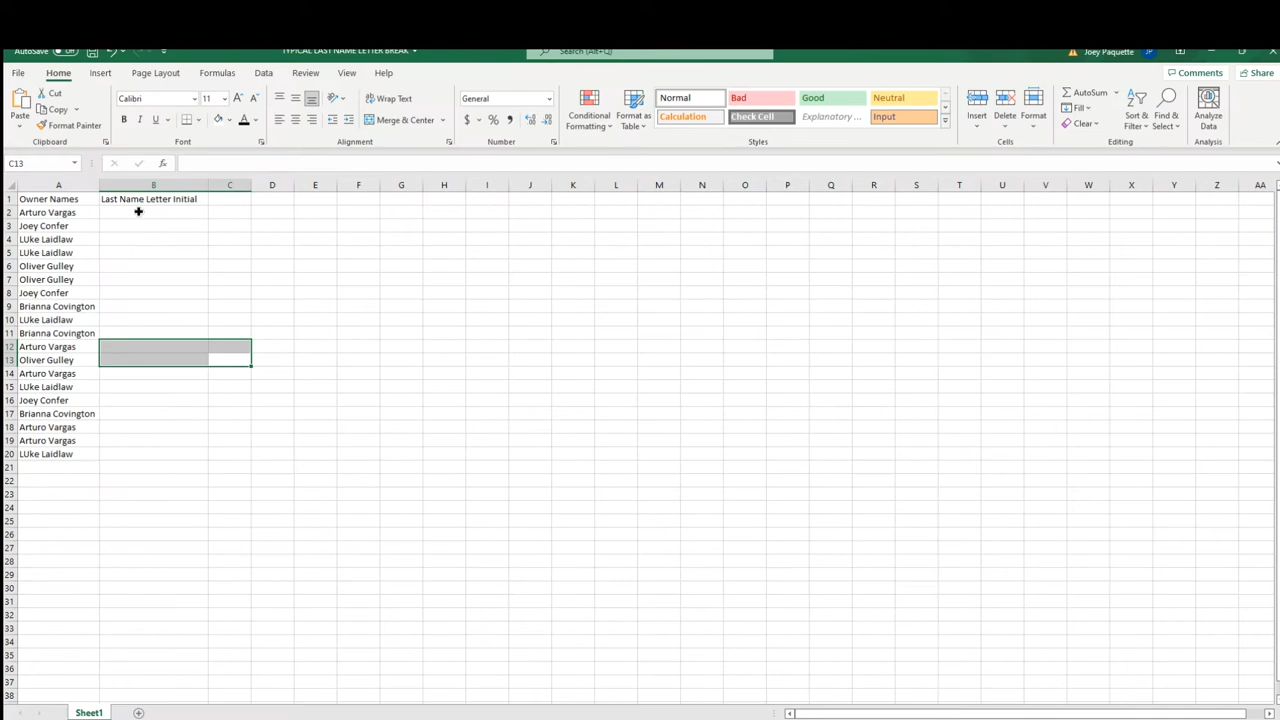 AutoSave Off TYPICAL LAST NAME LETTER BREAK Search (Alt+Q) Joey Paquette JP
File Home Insert Page Layout Formulas Data Review View Help Comments Share
Paste Cut Copy Format Painter Calibri 11 Wrap Text Merge & Center General Conditional Formatting Format as Table Normal Bad Good Neutral Calculation Check Cell Explanatory ... Input Insert Delete Format AutoSum Fill Clear Sort & Filter Find & Select Analyze Data
B I U A $ % 9
Clipboard Font Alignment Number Styles Cells Editing Analysis
C13 fx
A B C D E F G H I J K L M N O P Q R S T U V W X Y Z AA
1 Owner Names Last Name Letter Initial
2 Arturo Vargas
3 Joey Confer
4 LUke Laidlaw
5 LUke Laidlaw
6 Oliver Gulley
7 Oliver Gulley
8 Joey Confer
9 Brianna Covington
10 LUke Laidlaw
11 Brianna Covington
12 Arturo Vargas
13 Oliver Gulley
14 Arturo Vargas
15 LUke Laidlaw
16 Joey Confer
17 Brianna Covington
18 Arturo Vargas
19 Arturo Vargas
20 LUke Laidlaw
21
22
23
24
25
26
27
28
29
30
31
32
33
34
35
36
37
38
Sheet1